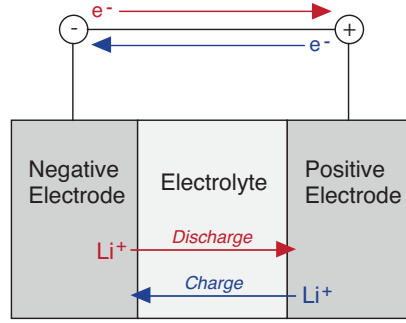 e-
- +
e-
Negative Electrode
Electrolyte
Positive Electrode
Discharge
Li+
Charge
Li+